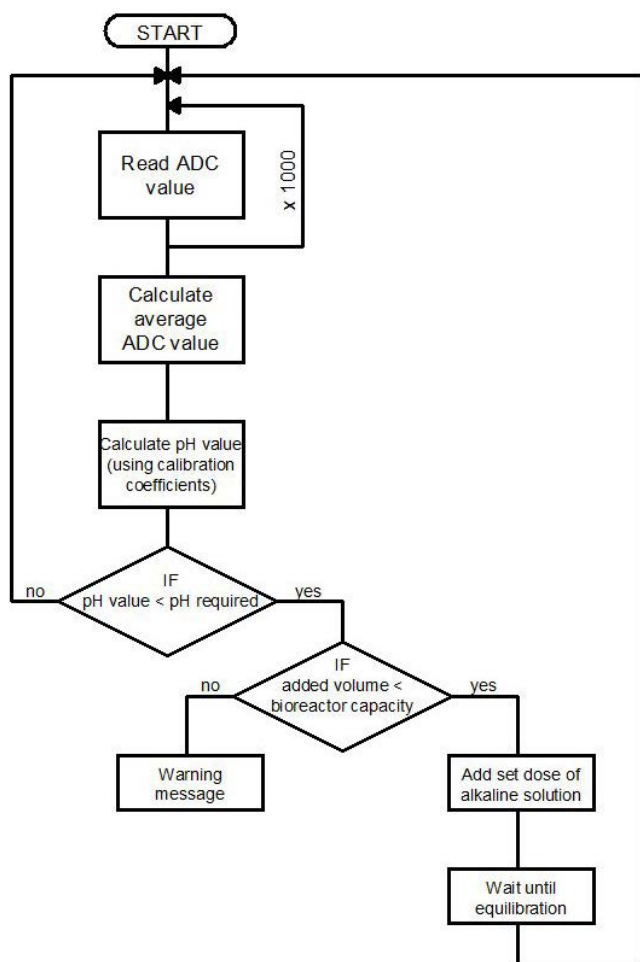 START
Read ADC
value
x 1000
Calculate
average
ADC value
Calculate pH value
(using calibration
coefficients)
IF
pH value < pH required
no
yes
IF
added volume <
bioreactor capacity
no
yes
Warning
message
Add set dose of
alkaline solution
Wait until
equilibration